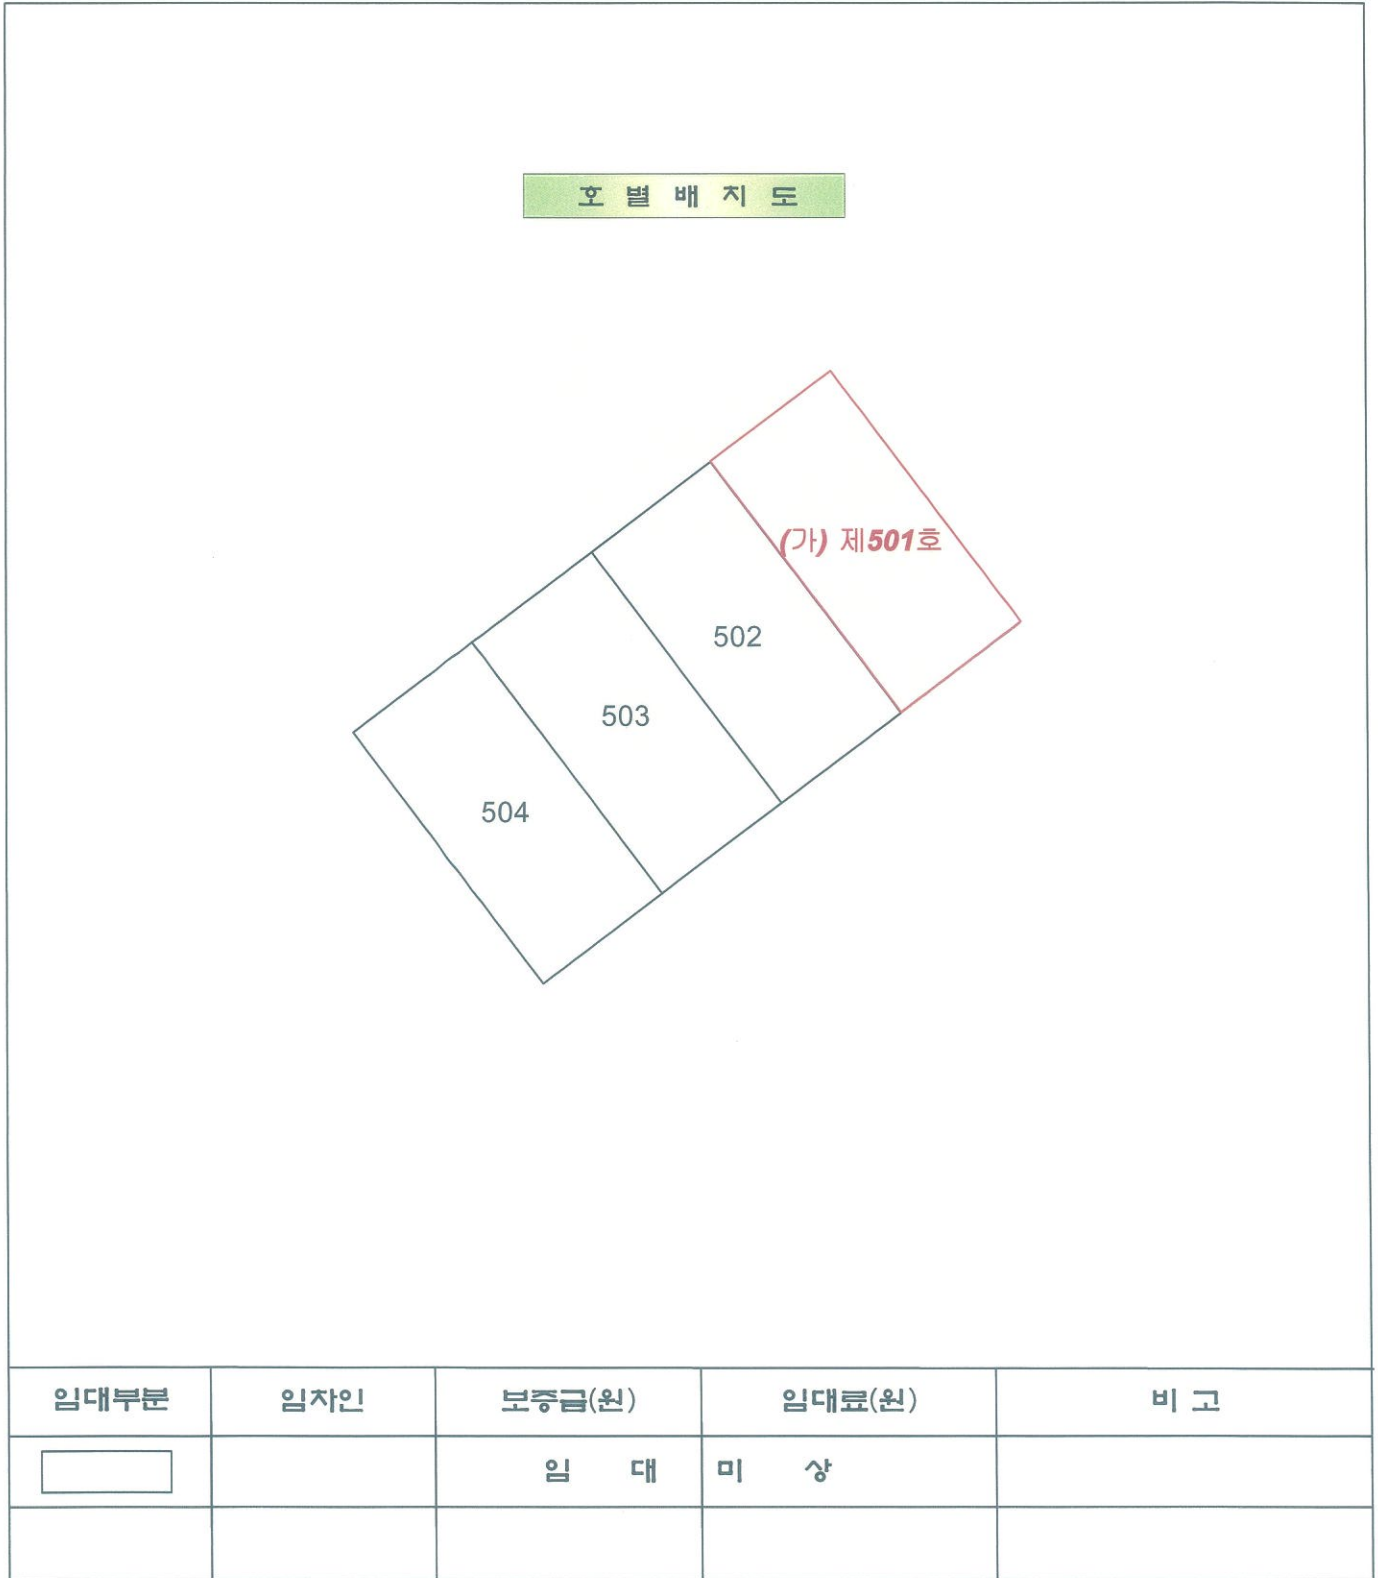 호 별 배 치 도
(가) 제501호
502
503
504
임대부분 임차인 보증금(원) 임대료(원) 비 고
임 대 미 상